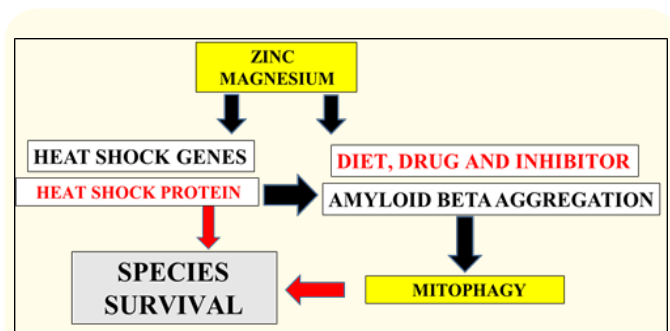 ZINC
MAGNESIUM
HEAT SHOCK GENES
HEAT SHOCK PROTEIN
DIET, DRUG AND INHIBITOR
AMYLOID BETA AGGREGATION
SPECIES
SURVIVAL
MITOPHAGY